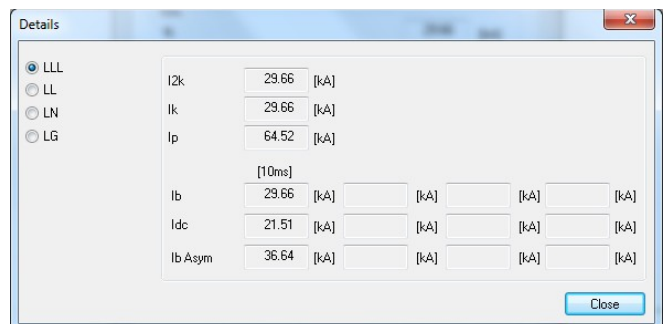 Details
LLL
LL
LN
LG
I2k 29.66 [kA]
Ik 29.66 [kA]
Ip 64.52 [kA]
[10ms]
Ib 29.66 [kA] [kA] [kA] [kA]
Idc 21.51 [kA] [kA] [kA] [kA]
Ib Asym 36.64 [kA] [kA] [kA] [kA]
Close